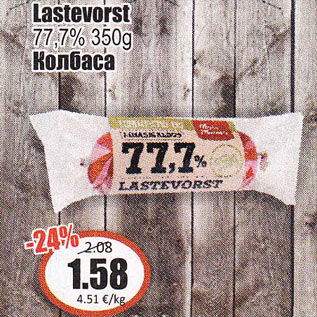 Lastevorst
77,7% 350g
Колбаса
77,7%
LASTEVORST
-24%
2.08
1.58
4.51 €/kg